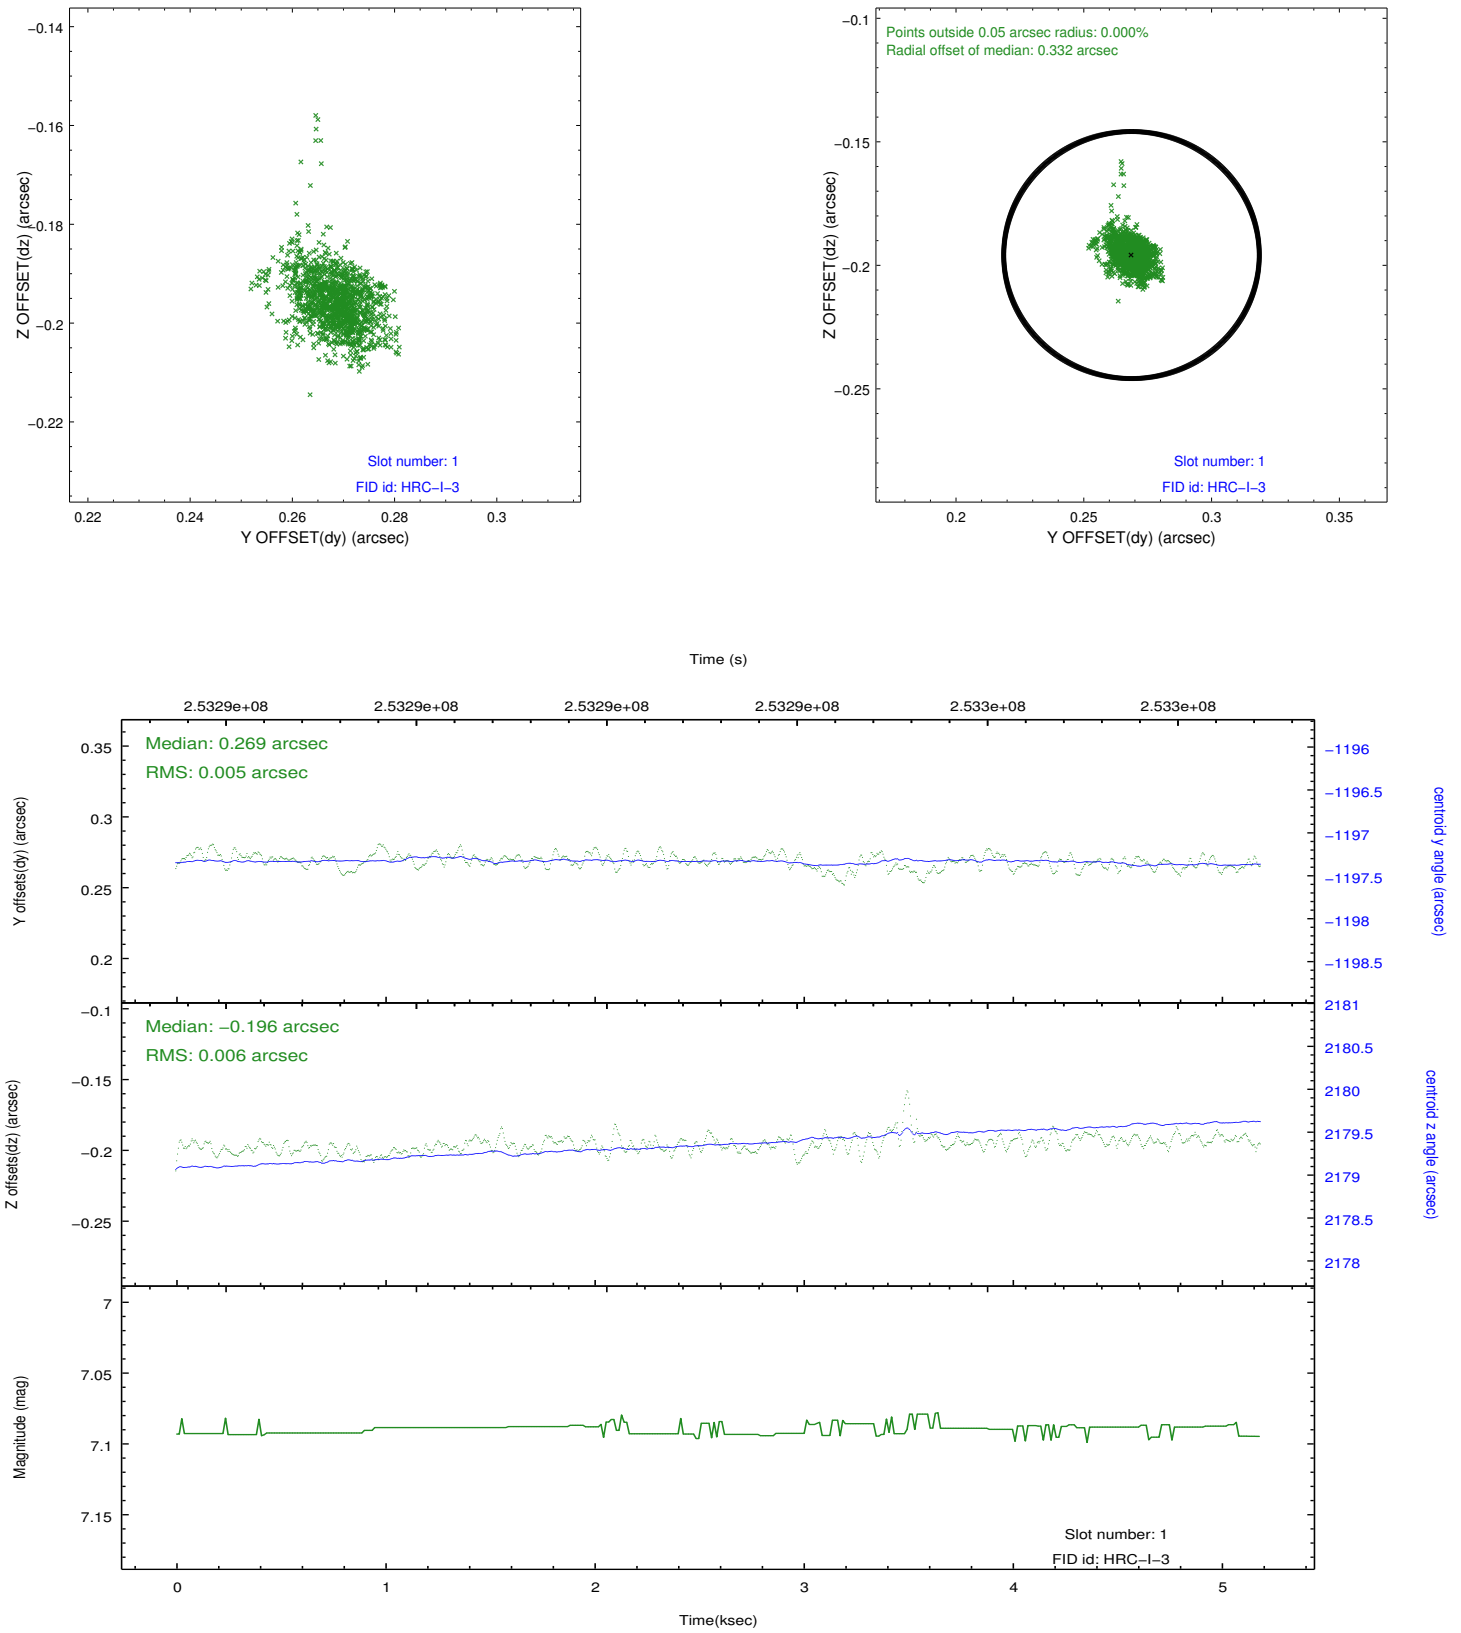 −0.14
−0.16
−0.18
−0.2
−0.22
Z OFFSET(dz) (arcsec)
Slot number: 1
FID id: HRC−I−3
0.22
0.24
0.26
0.28
0.3
Y OFFSET(dy) (arcsec)
−0.1
−0.15
−0.2
−0.25
Z OFFSET(dz) (arcsec)
Points outside 0.05 arcsec radius: 0.000%
Radial offset of median: 0.332 arcsec
Slot number: 1
FID id: HRC−I−3
0.2
0.25
0.3
0.35
Y OFFSET(dy) (arcsec)
Time (s)
2.5329e+08
2.5329e+08
2.5329e+08
2.5329e+08
2.533e+08
2.533e+08
Median: 0.269 arcsec
RMS: 0.005 arcsec
0.35
0.3
0.25
0.2
Y offsets(dy) (arcsec)
−1196
−1196.5
−1197
−1197.5
−1198
−1198.5
centroid y angle (arcsec)
Median: −0.196 arcsec
RMS: 0.006 arcsec
−0.1
−0.15
−0.2
−0.25
Z offsets(dz) (arcsec)
2181
2180.5
2180
2179.5
2179
2178.5
2178
centroid z angle (arcsec)
7
7.05
7.1
7.15
Magnitude (mag)
Slot number: 1
FID id: HRC−I−3
0
1
2
3
4
5
Time(ksec)